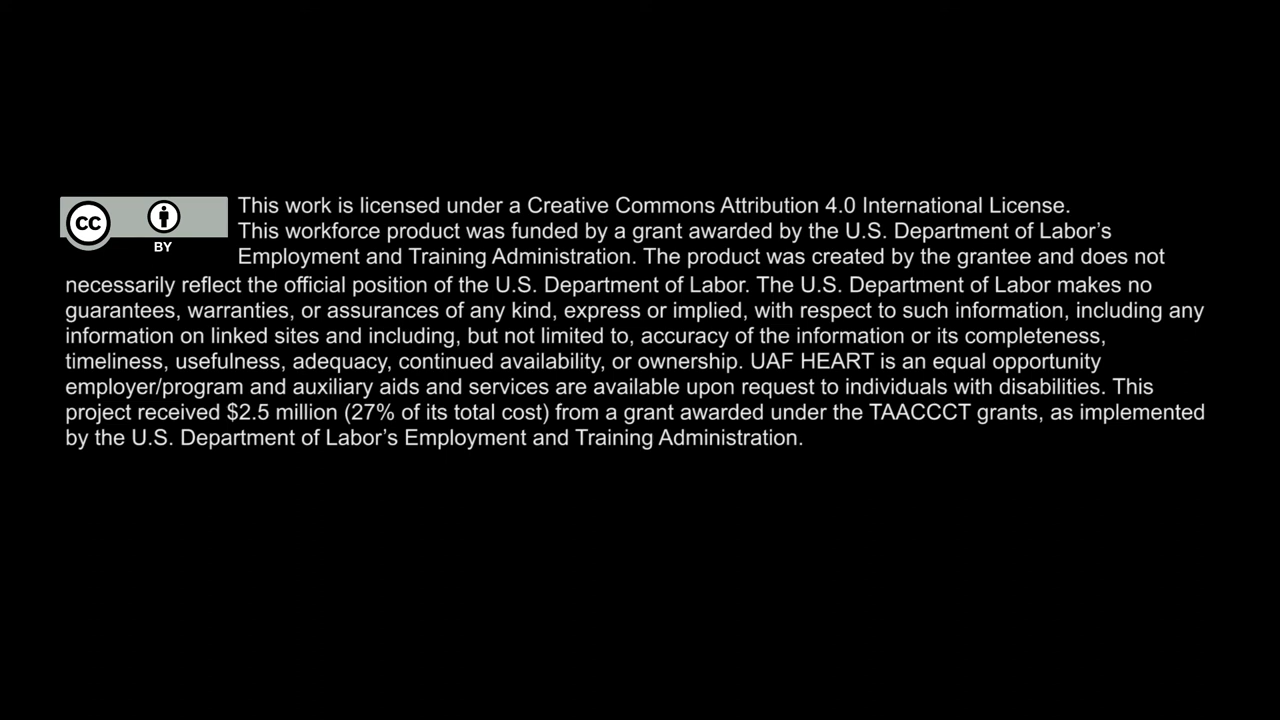 cc
BY
This work is licensed under a Creative Commons Attribution 4.0 International License.
This workforce product was funded by a grant awarded by the U.S. Department of Labor’s
Employment and Training Administration. The product was created by the grantee and does not
necessarily reflect the official position of the U.S. Department of Labor. The U.S. Department of Labor makes no
guarantees, warranties, or assurances of any kind, express or implied, with respect to such information, including any
information on linked sites and including, but not limited to, accuracy of the information or its completeness,
timeliness, usefulness, adequacy, continued availability, or ownership. UAF HEART is an equal opportunity
employer/program and auxiliary aids and services are available upon request to individuals with disabilities. This
project received $2.5 million (27% of its total cost) from a grant awarded under the TAACCCT grants, as implemented
by the U.S. Department of Labor’s Employment and Training Administration.